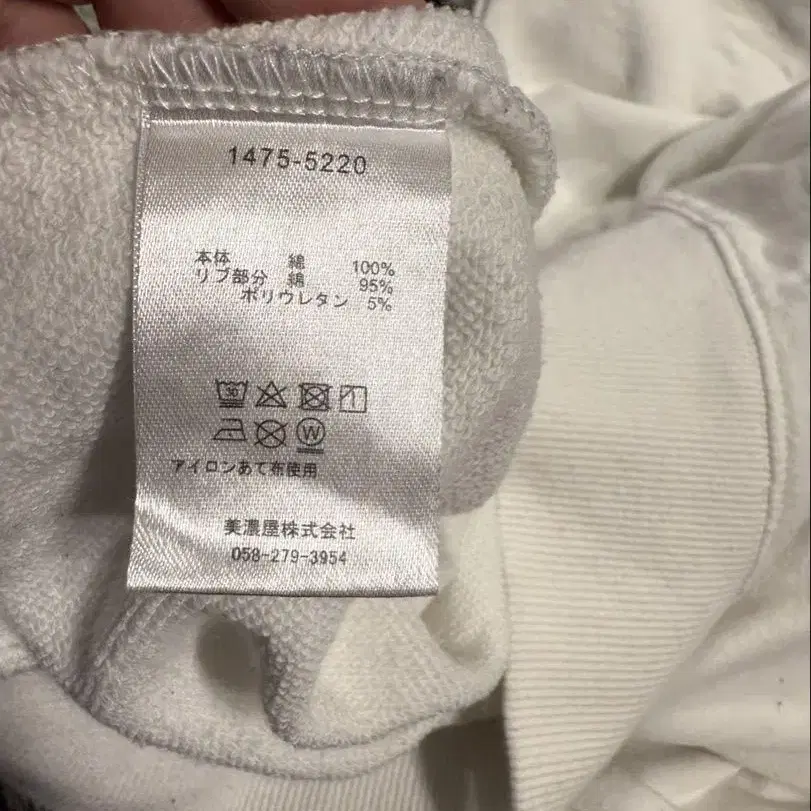 1475-5220
本体 綿 100%
リブ部分 綿 95%
ポリウレタン 5%
30
W
アイロンあて布使用
美濃屋株式会社
058-279-3954